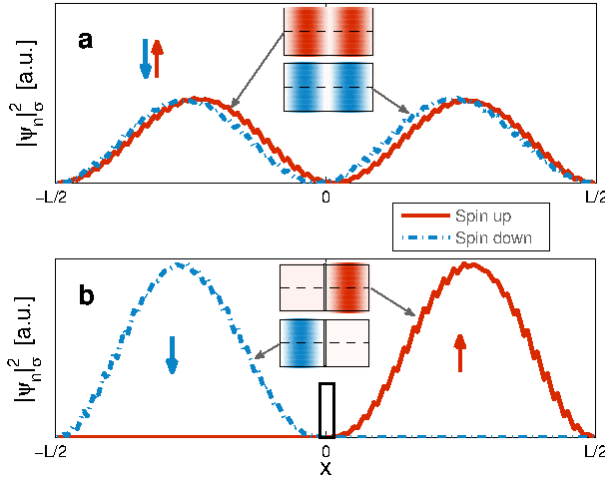 a
|ψₙ|²σ [a.u.]
−L/2 0 L/2
Spin up
Spin down
b
|ψₙ|²σ [a.u.]
−L/2 0 L/2
x